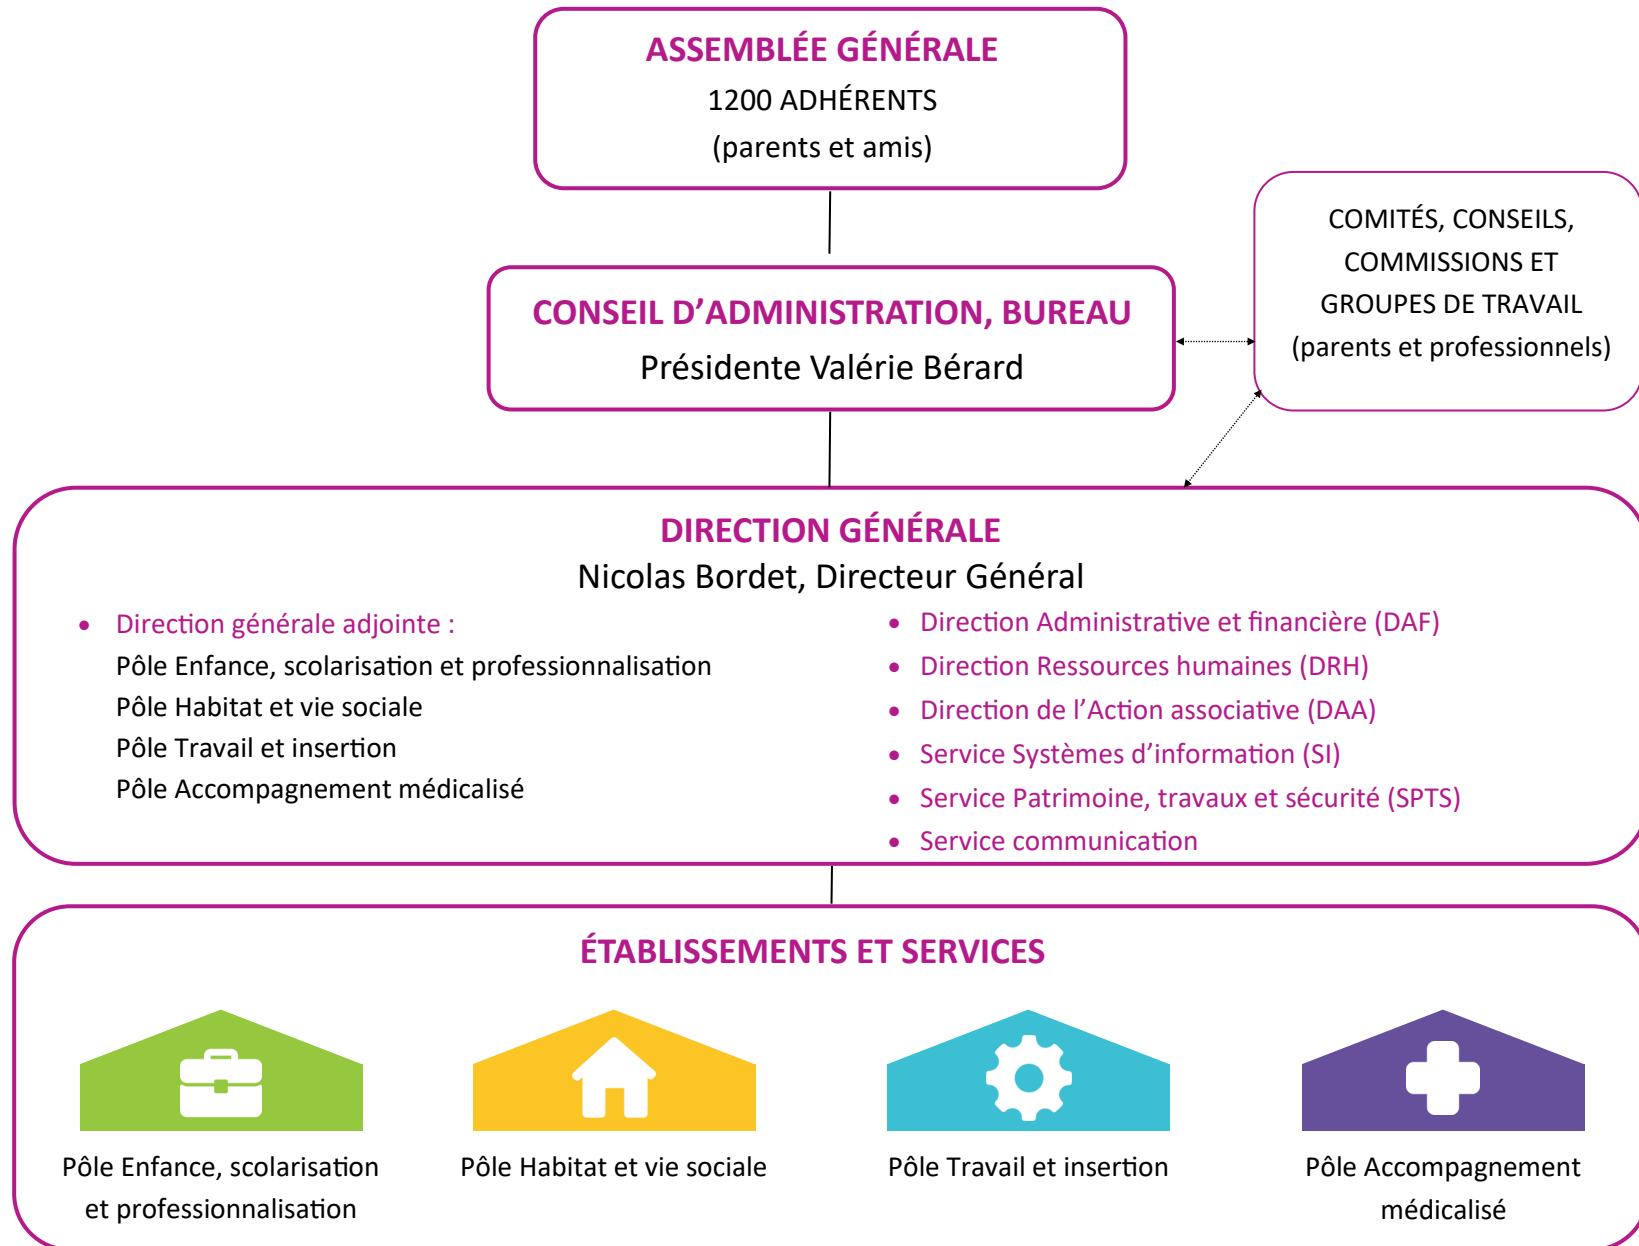 ASSEMBLÉE GÉNÉRALE
1200 ADHÉRENTS
(parents et amis)
COMITÉS, CONSEILS,
COMMISSIONS ET
GROUPES DE TRAVAIL
(parents et professionnels)
CONSEIL D’ADMINISTRATION, BUREAU
Présidente Valérie Bérard
DIRECTION GÉNÉRALE
Nicolas Bordet, Directeur Général
• Direction générale adjointe :
Pôle Enfance, scolarisation et professionnalisation
Pôle Habitat et vie sociale
Pôle Travail et insertion
Pôle Accompagnement médicalisé
• Direction Administrative et financière (DAF)
• Direction Ressources humaines (DRH)
• Direction de l’Action associative (DAA)
• Service Systèmes d’information (SI)
• Service Patrimoine, travaux et sécurité (SPTS)
• Service communication
ÉTABLISSEMENTS ET SERVICES
Pôle Enfance, scolarisation
et professionnalisation
Pôle Habitat et vie sociale
Pôle Travail et insertion
Pôle Accompagnement
médicalisé